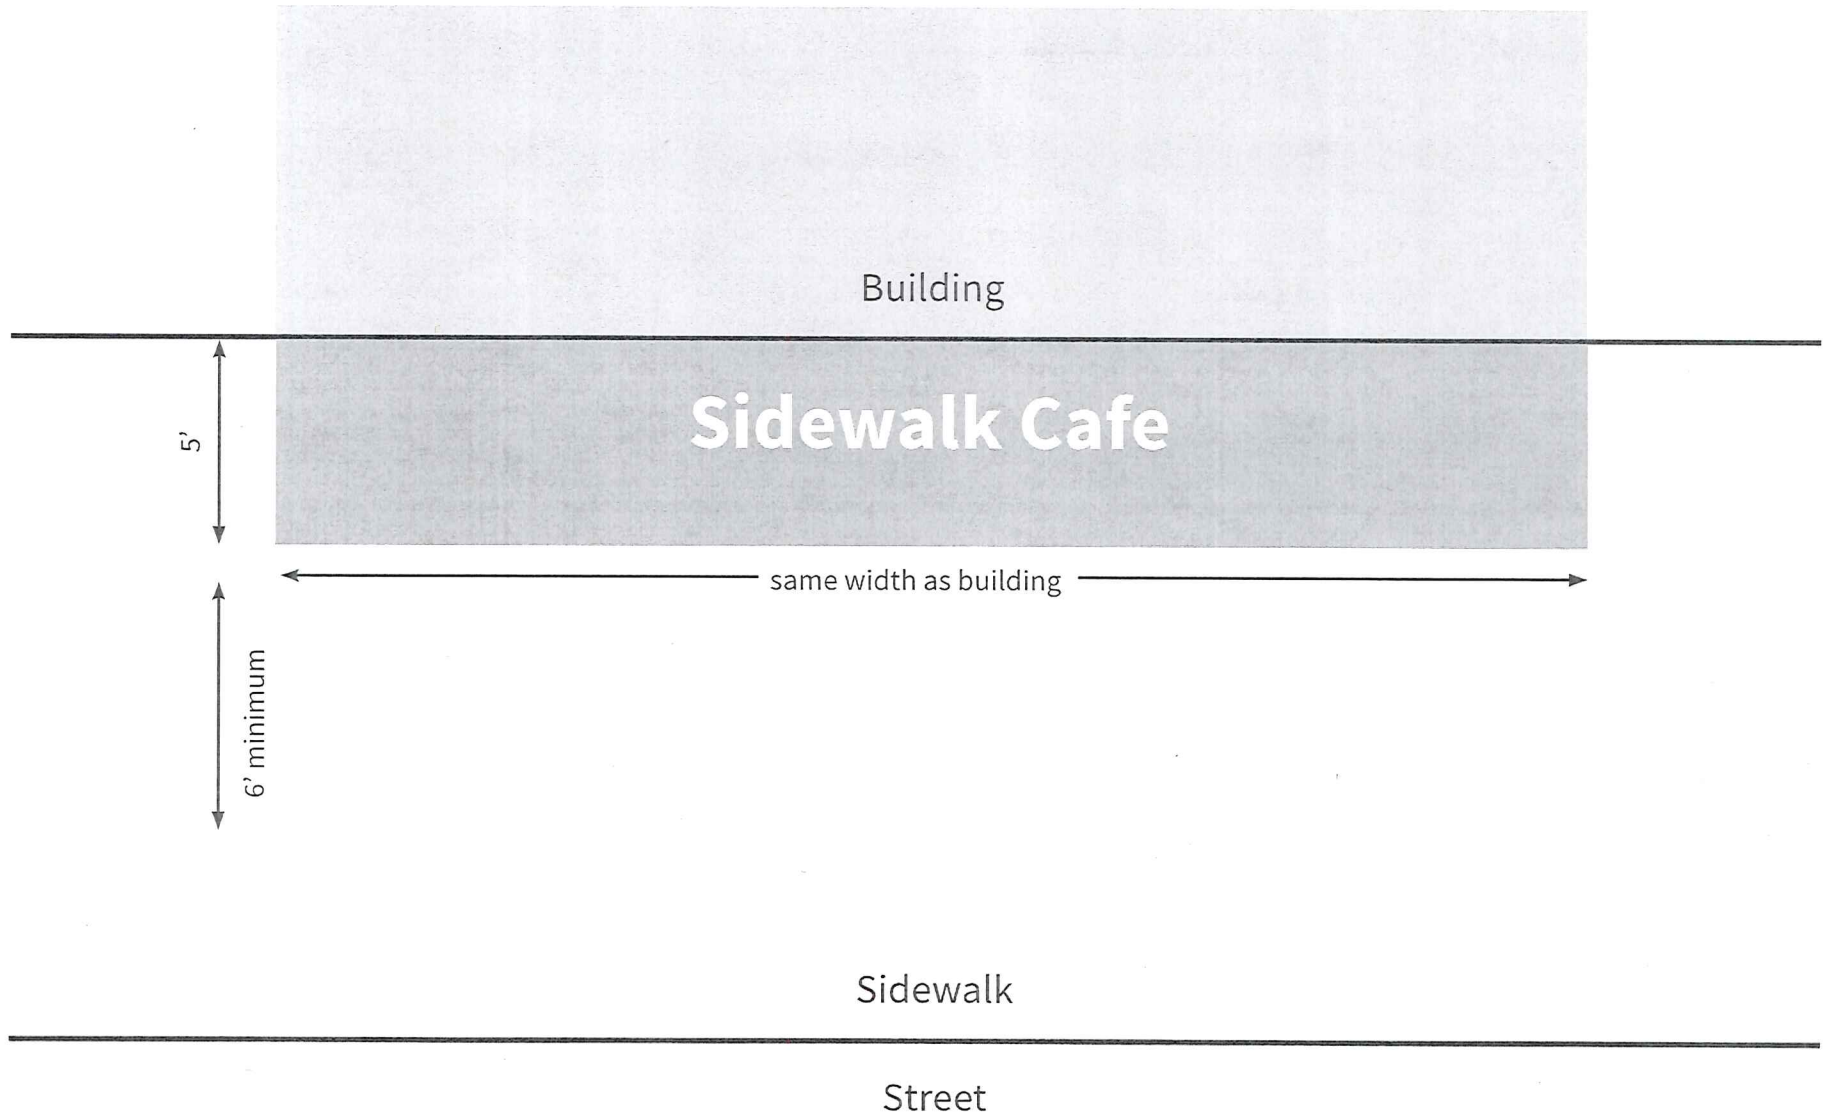 Building
5’
Sidewalk Cafe
same width as building
6’ minimum
Sidewalk
Street